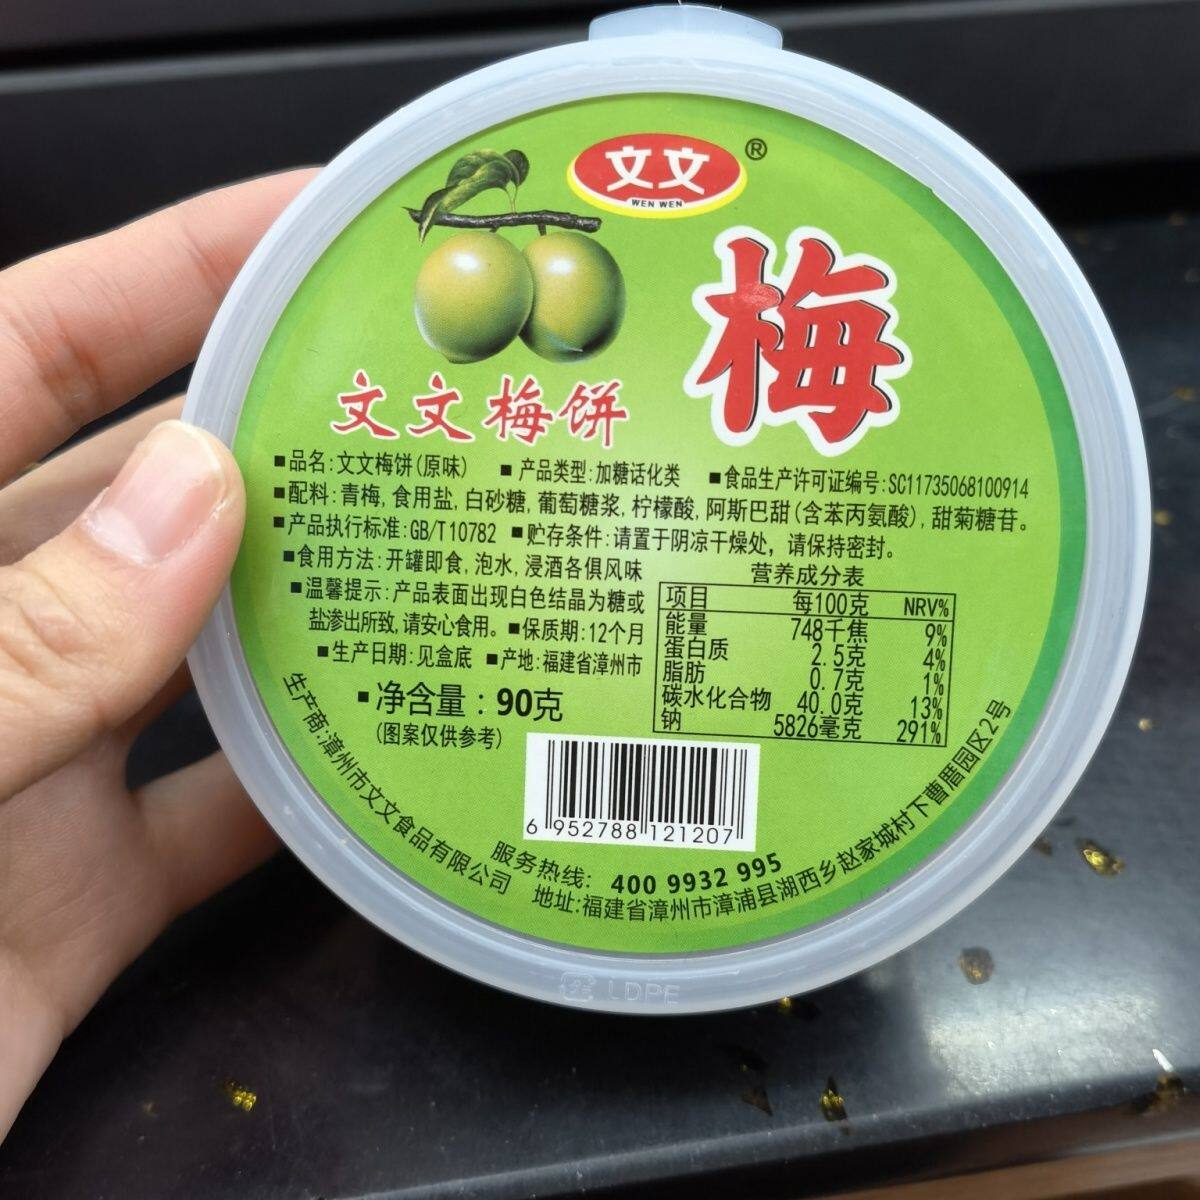 文文®
WEN WEN
梅
文文梅饼
■品名:文文梅饼(原味) ■产品类型:加糖话化类 ■食品生产许可证编号:SC11735068100914
■配料:青梅,食用盐,白砂糖,葡萄糖浆,柠檬酸,阿斯巴甜(含苯丙氨酸),甜菊糖苷。
■产品执行标准:GB/T10782 ■贮存条件:请置于阴凉干燥处，请保持密封。
■食用方法:开罐即食,泡水,浸酒各俱风味
■温馨提示:产品表面出现白色结晶为糖或
盐渗出所致,请安心食用。■保质期:12个月
■生产日期:见盒底 ■产地:福建省漳州市
■净含量：90克
(图案仅供参考)
营养成分表
项目 每100克 NRV%
能量 748千焦 9%
蛋白质 2.5克 4%
脂肪 0.7克 1%
碳水化合物 40.0克 13%
钠 5826毫克 291%
6 952788 121207
生产商:漳州市文文食品有限公司
服务热线: 400 9932 995
地址:福建省漳州市漳浦县湖西乡赵家城村下曹厝园区2号
LDPE